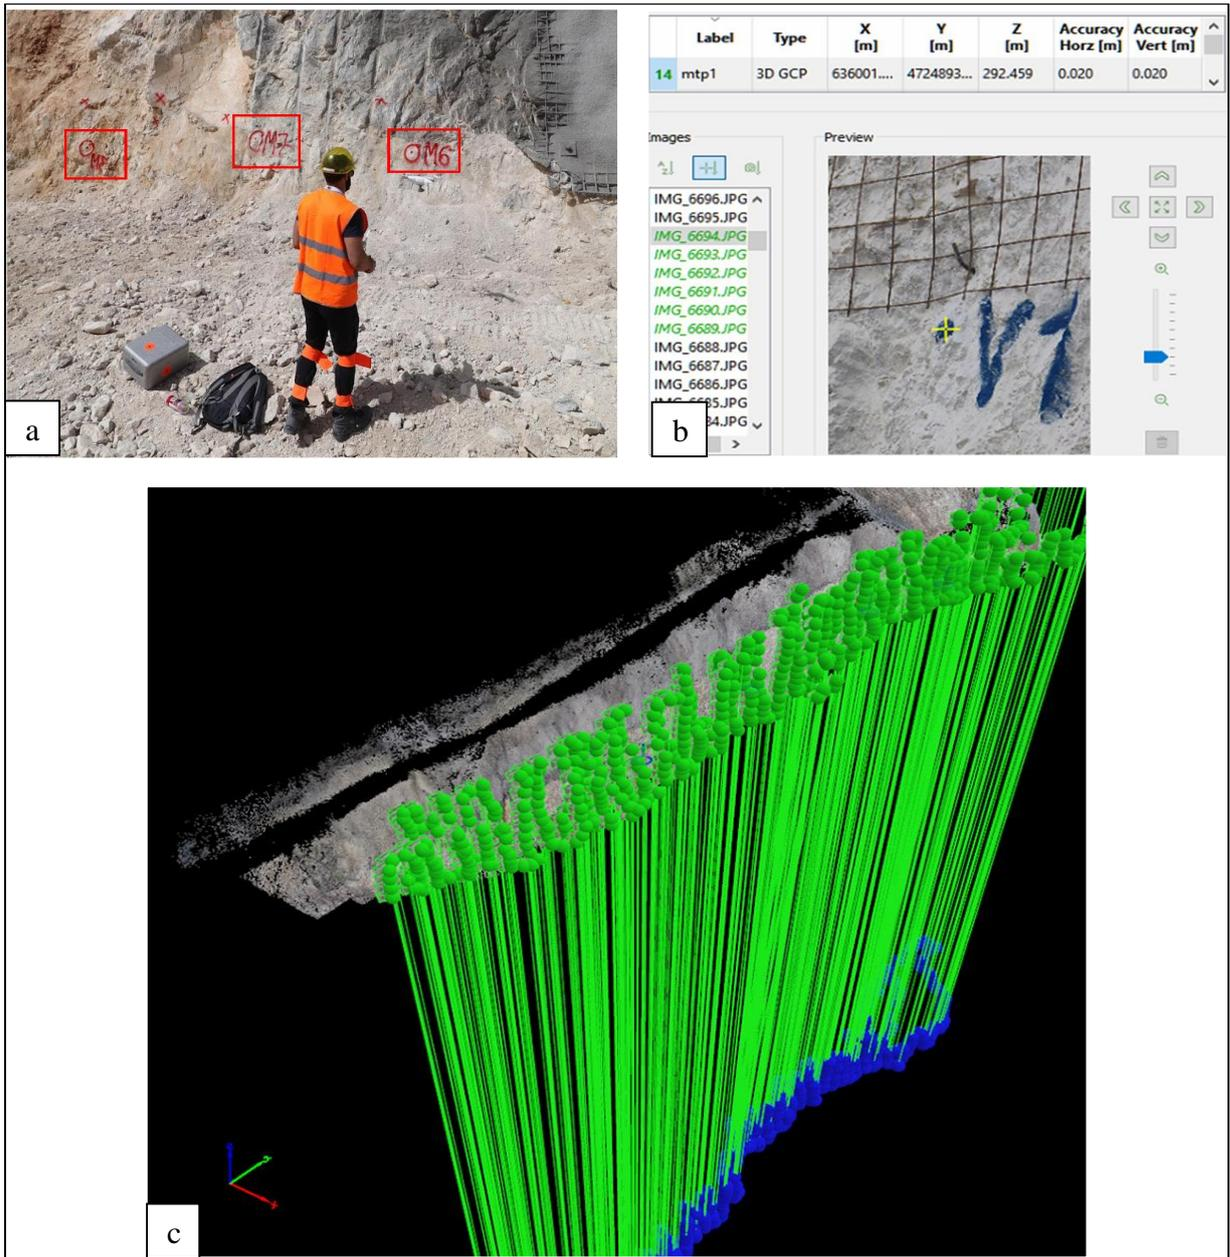 OM7
OM6
a
Label Type X [m] Y [m] Z [m] Accuracy Horz [m] Accuracy Vert [m]
14 mtp1 3D GCP 636001.... 4724893... 292.459 0.020 0.020
Images
Preview
IMG_6696.JPG
IMG_6695.JPG
IMG_6694.JPG
IMG_6693.JPG
IMG_6692.JPG
IMG_6691.JPG
IMG_6690.JPG
IMG_6689.JPG
IMG_6688.JPG
IMG_6687.JPG
IMG_6686.JPG
V1
b
c